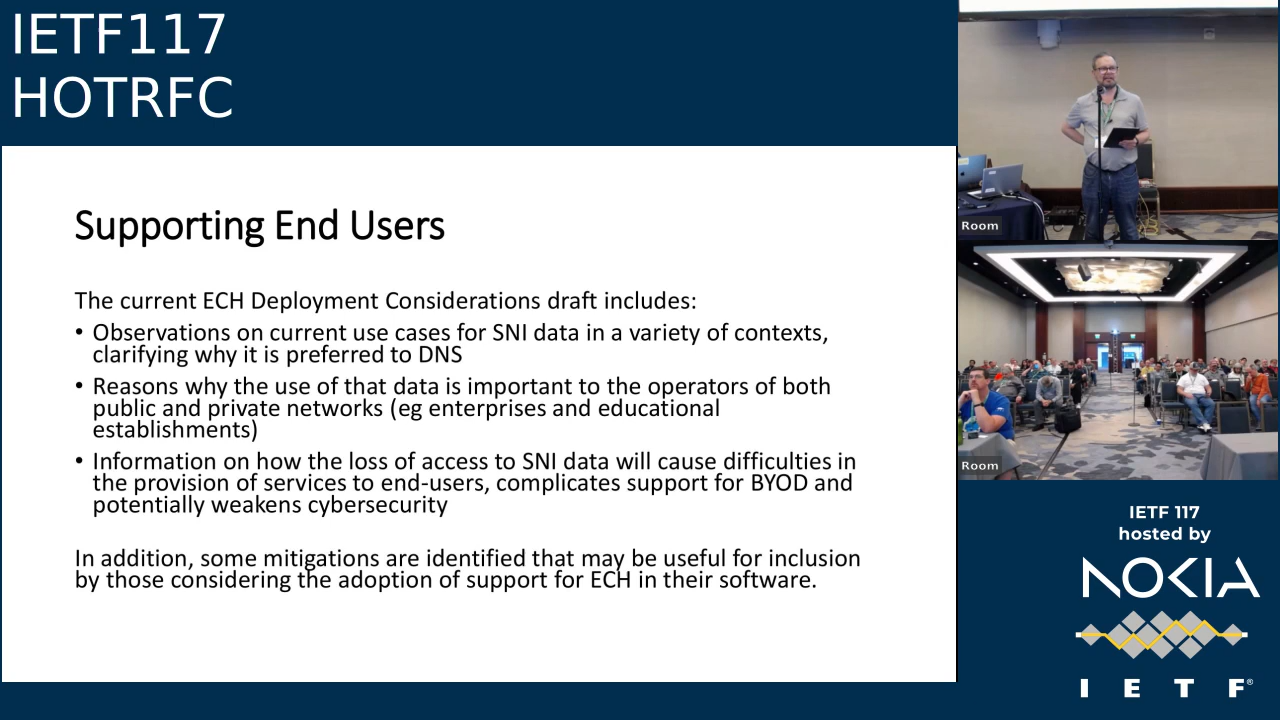 IETF117
HOTRFC
Supporting End Users
The current ECH Deployment Considerations draft includes:
• Observations on current use cases for SNI data in a variety of contexts,
clarifying why it is preferred to DNS
• Reasons why the use of that data is important to the operators of both
public and private networks (eg enterprises and educational
establishments)
• Information on how the loss of access to SNI data will cause difficulties in
the provision of services to end-users, complicates support for BYOD and
potentially weakens cybersecurity
In addition, some mitigations are identified that may be useful for inclusion
by those considering the adoption of support for ECH in their software.
Room
Room
IETF 117
hosted by
NOKIA
I E T F®